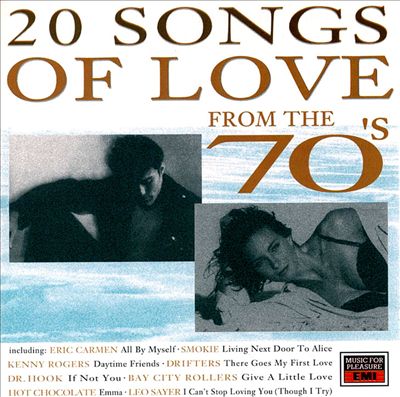 20 SONGS
OF LOVE
FROM THE
70's
including: ERIC CARMEN All By Myself · SMOKIE Living Next Door To Alice
KENNY ROGERS Daytime Friends · DRIFTERS There Goes My First Love
DR. HOOK If Not You · BAY CITY ROLLERS Give A Little Love
HOT CHOCOLATE Emma · LEO SAYER I Can't Stop Loving You (Though I Try)
MUSIC FOR
PLEASURE
EMI